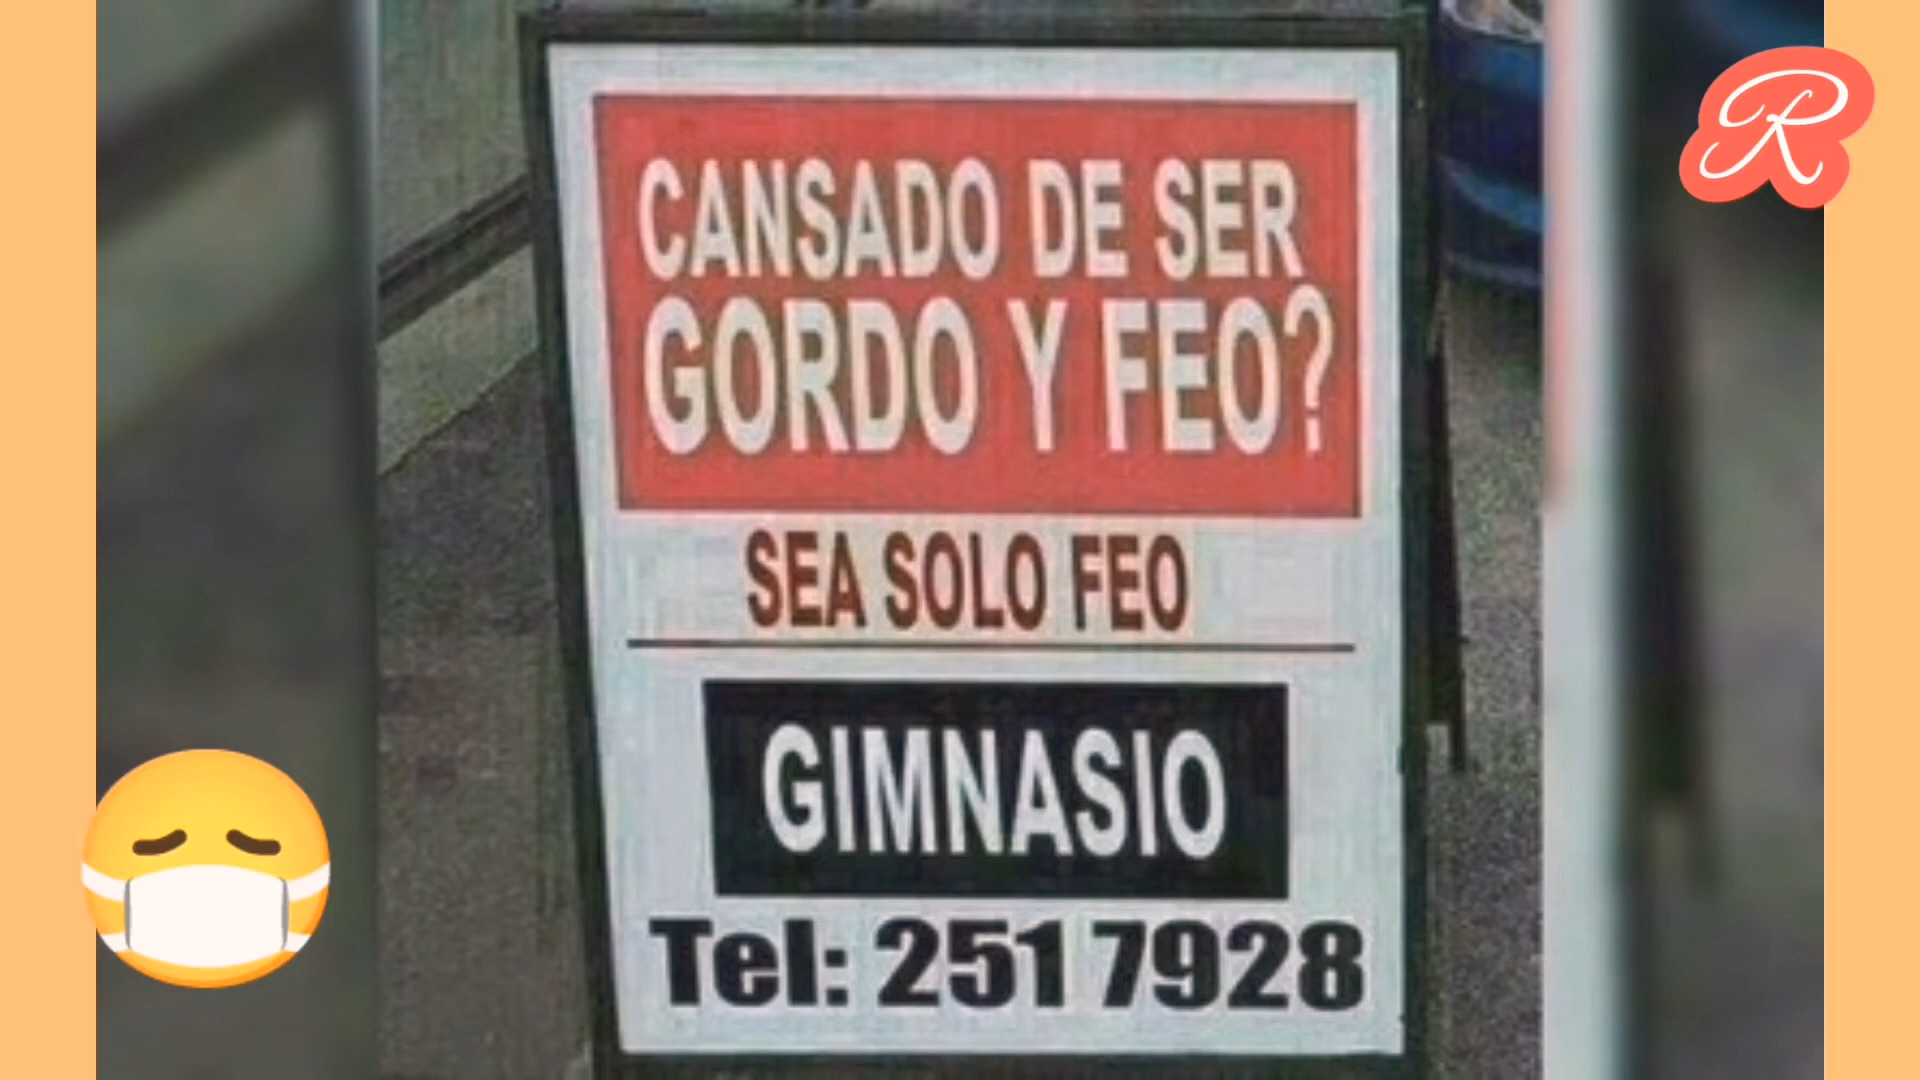 R
CANSADO DE SER
GORDO Y FEO?
SEA SOLO FEO
GIMNASIO
Tel: 251 7928